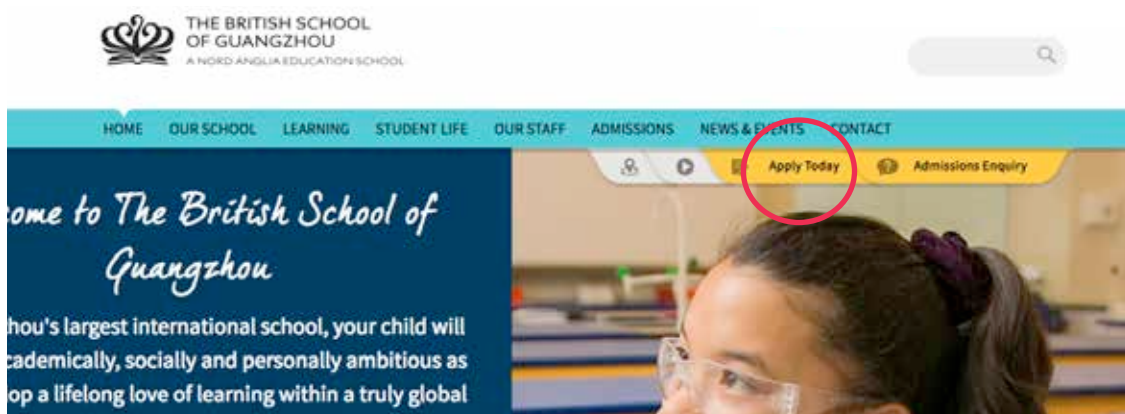 THE BRITISH SCHOOL
OF GUANGZHOU
A NORD ANGLIA EDUCATION SCHOOL
HOME OUR SCHOOL LEARNING STUDENT LIFE OUR STAFF ADMISSIONS NEWS & EVENTS CONTACT
Apply Today Admissions Enquiry
come to The British School of
Guangzhou
hou's largest international school, your child will
cademically, socially and personally ambitious as
op a lifelong love of learning within a truly global